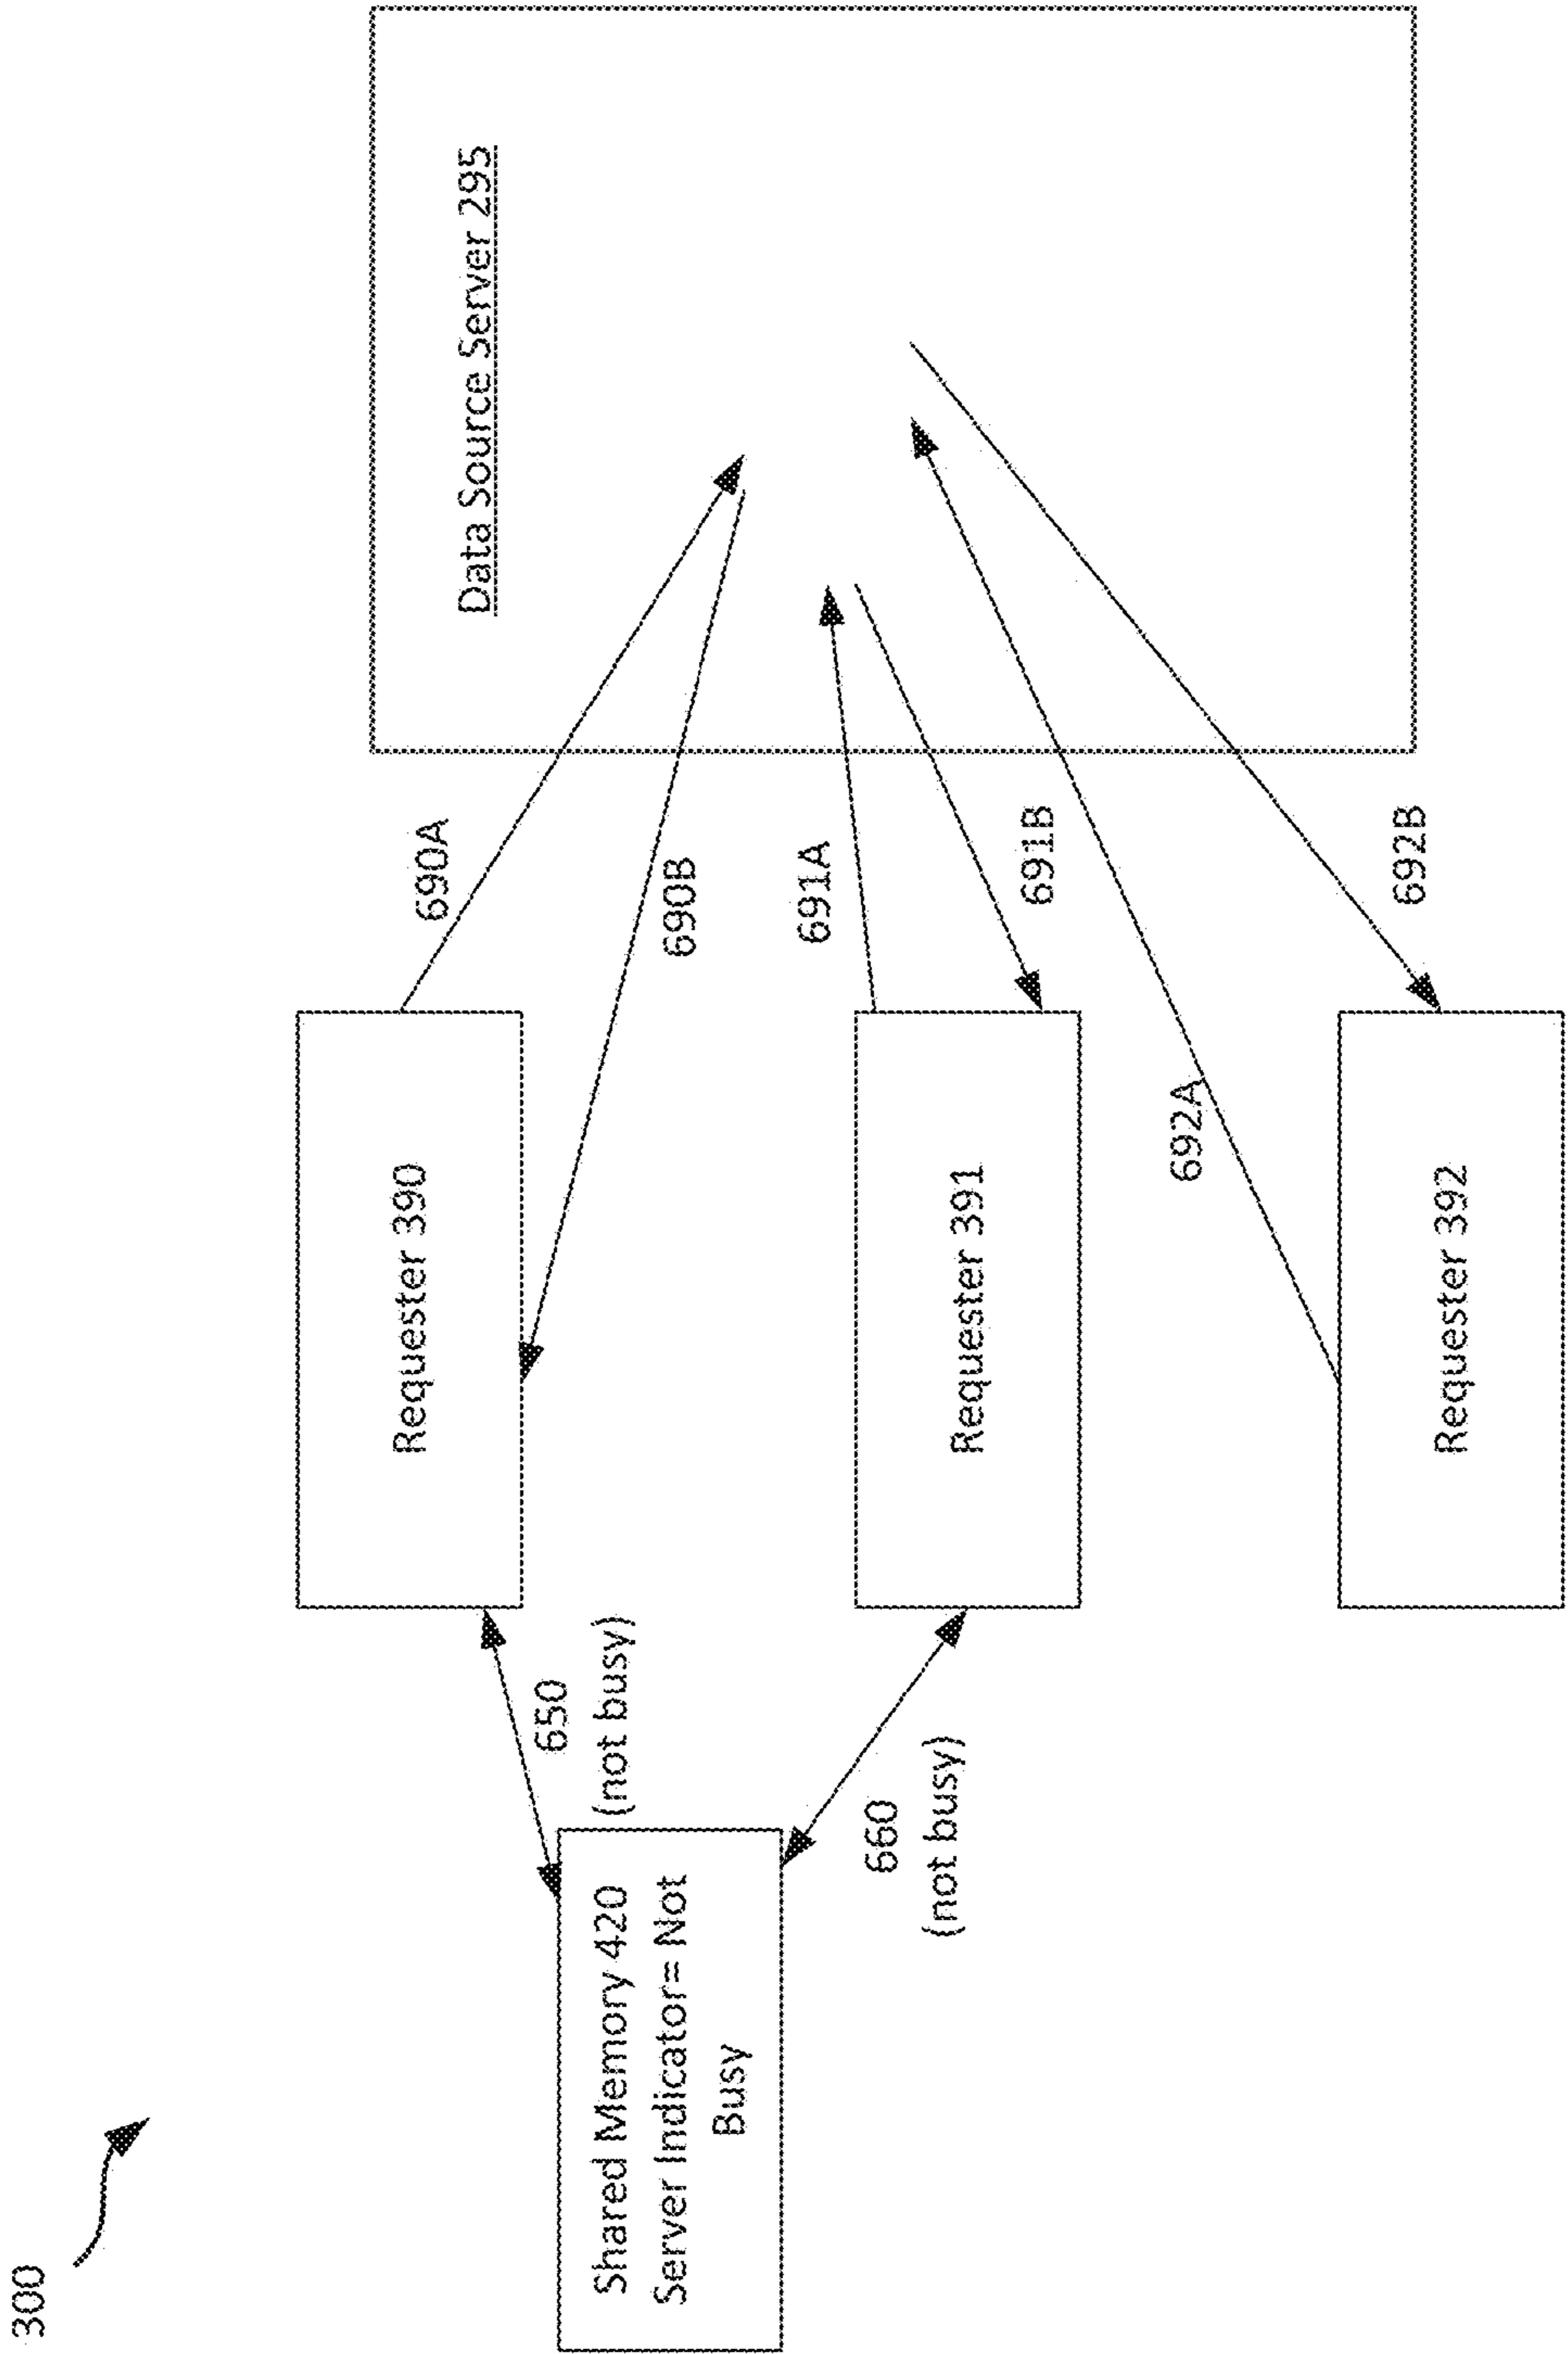 300
Shared Memory 420
Server Indicator= Not
Busy
650
(not busy)
660
(not busy)
Requester 390
Requester 391
Requester 392
690A
690B
691A
691B
692A
692B
Data Source Server 295